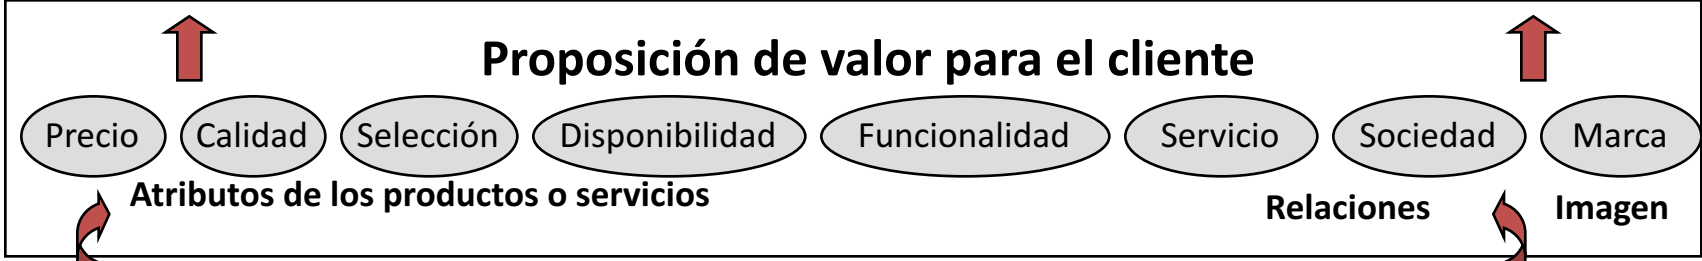 Proposición de valor para el cliente
Precio Calidad Selección Disponibilidad Funcionalidad Servicio Sociedad Marca
Atributos de los productos o servicios
Relaciones Imagen